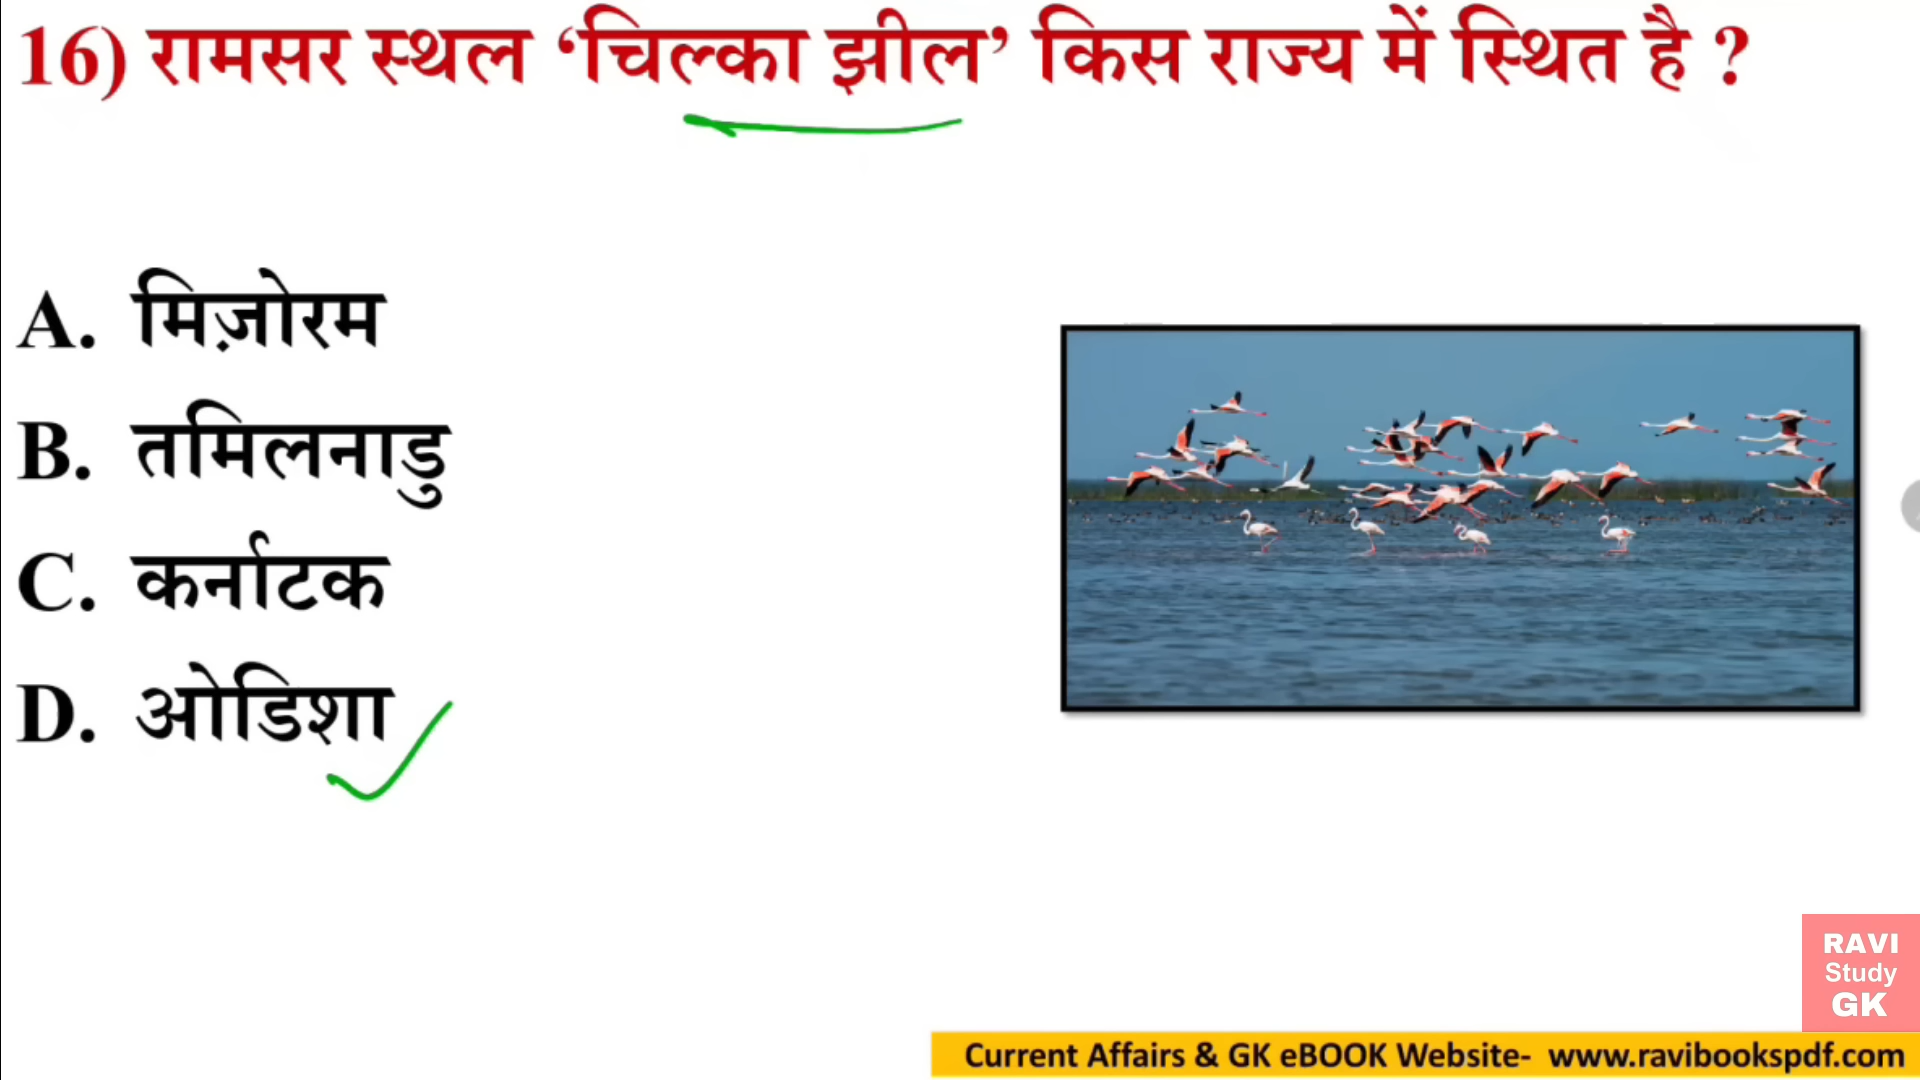 16) रामसर स्थल ‘चिल्का झील’ किस राज्य में स्थित है ?
A. मिज़ोरम
B. तमिलनाडु
C. कर्नाटक
D. ओडिशा
RAVI
Study
GK
Current Affairs & GK eBOOK Website- www.ravibookspdf.com